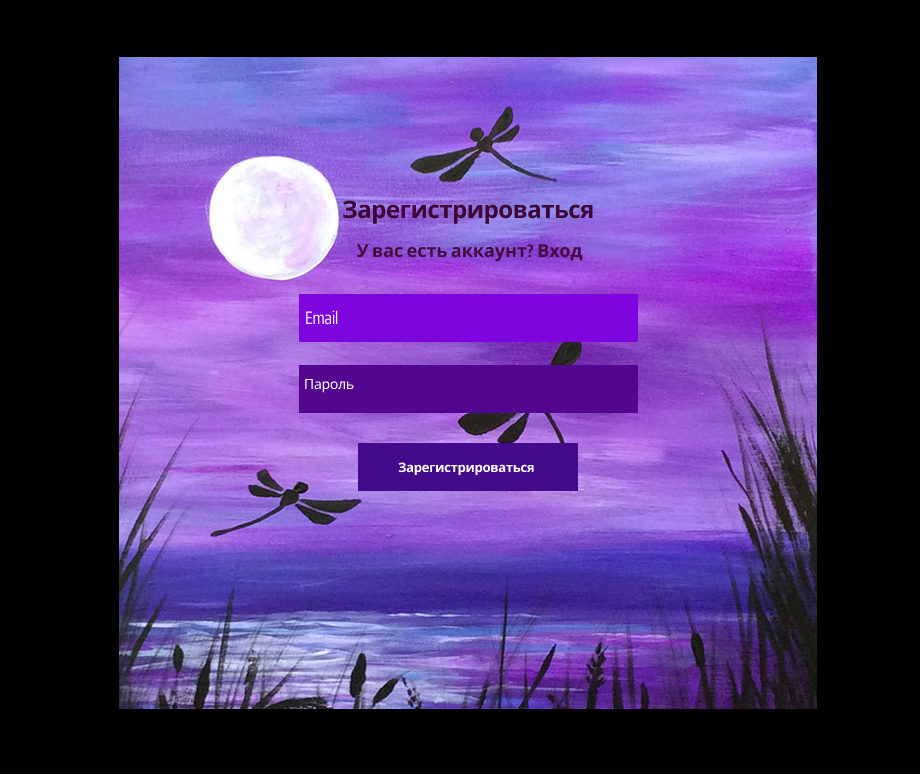 Зарегистрироваться
У вас есть аккаунт? Вход
Email
Пароль
Зарегистрироваться